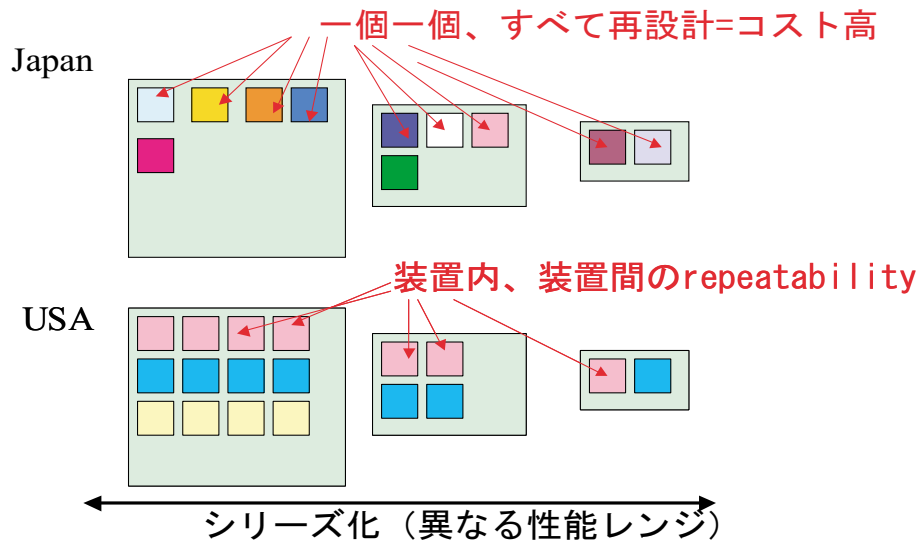 一個一個、すべて再設計=コスト高
Japan
装置内、装置間のrepeatability
USA
シリーズ化（異なる性能レンジ）